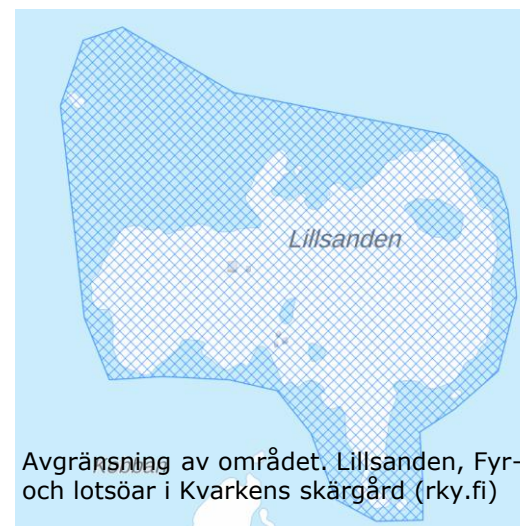 Lillsanden
Avgränsning av området. Lillsanden, Fyr-
och lotsöar i Kvarkens skärgård (rky.fi)